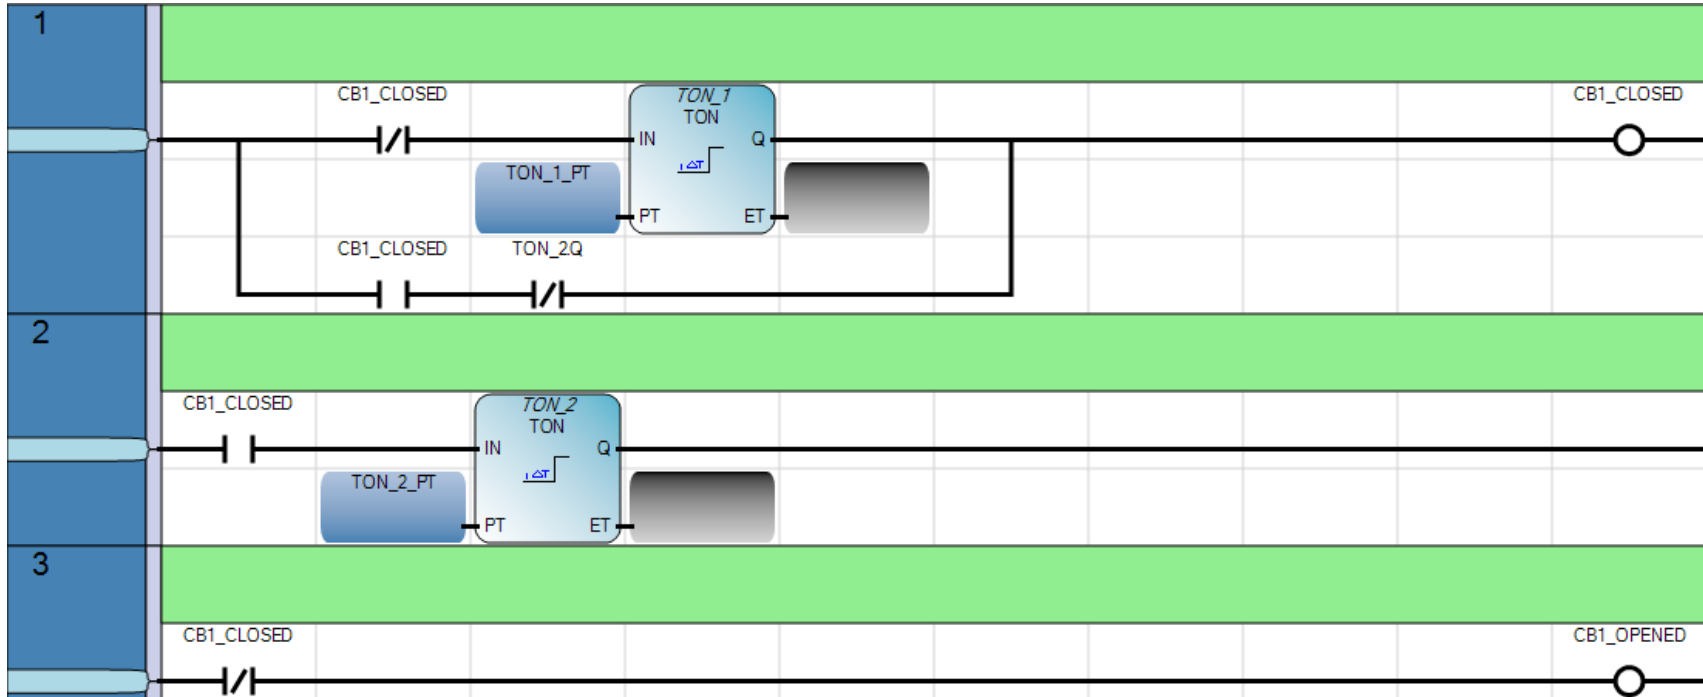 1
CB1_CLOSED
TON_1
CB1_CLOSED
TON
IN
Q
TON_1_PT
PT
ET
CB1_CLOSED
TON_2.Q
2
CB1_CLOSED
TON_2
TON
IN
Q
TON_2_PT
PT
ET
3
CB1_CLOSED
CB1_OPENED